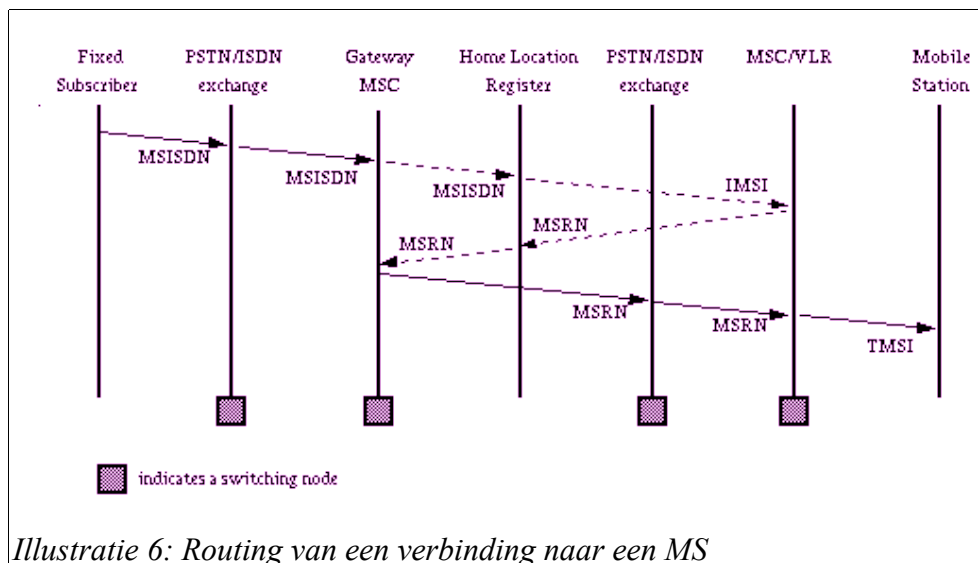 Fixed Subscriber
PSTN/ISDN exchange
Gateway MSC
Home Location Register
PSTN/ISDN exchange
MSC/VLR
Mobile Station
MSISDN
MSISDN
MSISDN
IMSI
MSRN
MSRN
MSRN
MSRN
TMSI
indicates a switching node
Illustratie 6: Routing van een verbinding naar een MS